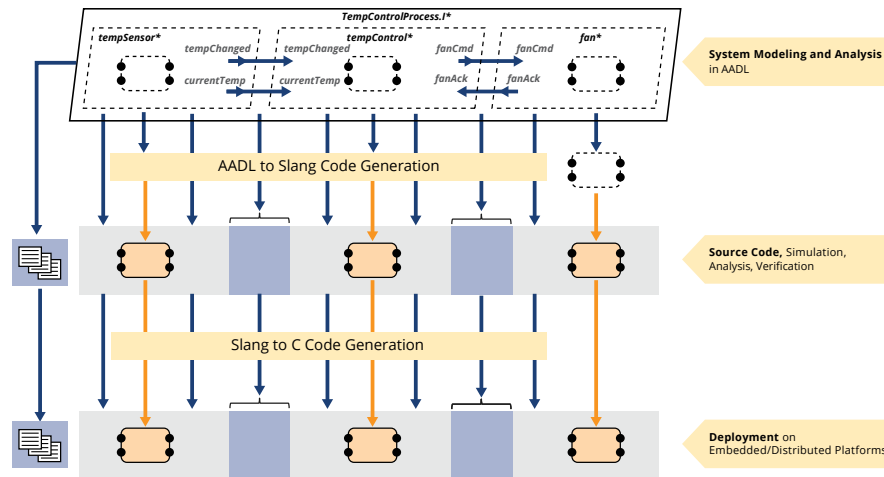 TempControlProcess.I*
tempSensor*
tempControl*
fan*
tempChanged
tempChanged
fanCmd
fanCmd
currentTemp
currentTemp
fanAck
fanAck
System Modeling and Analysis
in AADL
AADL to Slang Code Generation
Source Code, Simulation,
Analysis, Verification
Slang to C Code Generation
Deployment on
Embedded/Distributed Platforms